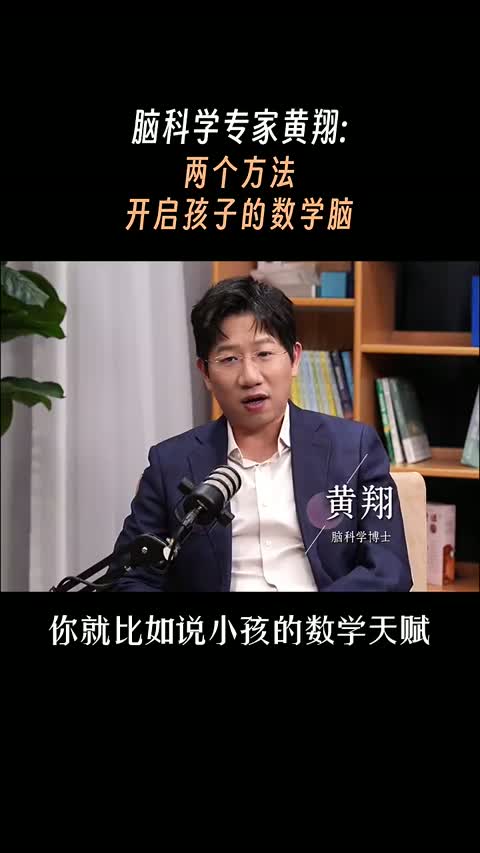 脑科学专家黄翔:
两个方法
开启孩子的数学脑
黄翔
脑科学博士
你就比如说小孩的数学天赋